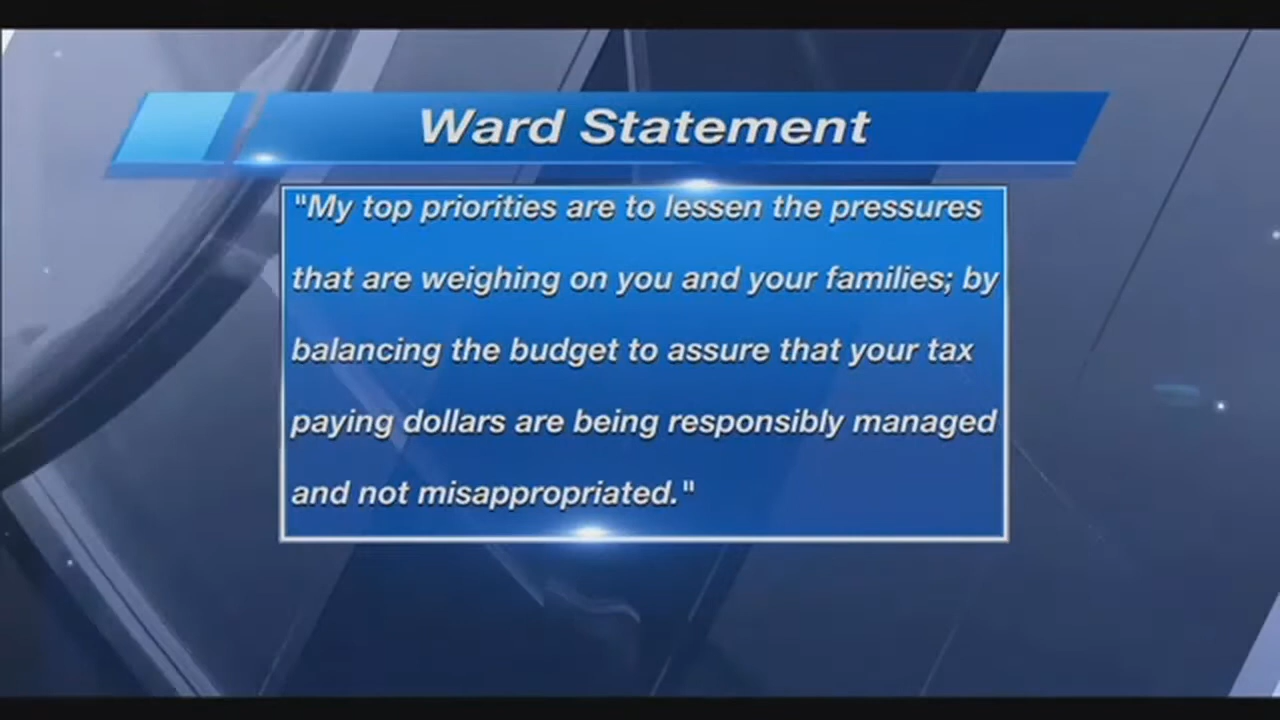 Ward Statement
"My top priorities are to lessen the pressures
that are weighing on you and your families; by
balancing the budget to assure that your tax
paying dollars are being responsibly managed
and not misappropriated."